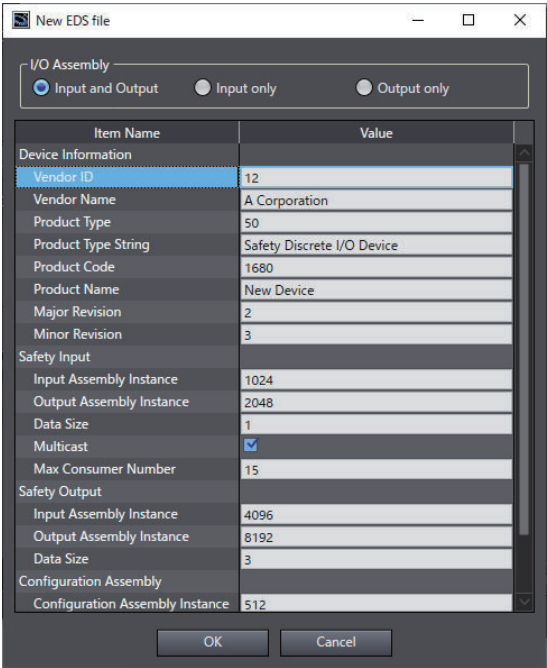 New EDS file
I/O Assembly
Input and Output Input only Output only
Item Name Value
Device Information
Vendor ID 12
Vendor Name A Corporation
Product Type 50
Product Type String Safety Discrete I/O Device
Product Code 1680
Product Name New Device
Major Revision 2
Minor Revision 3
Safety Input
Input Assembly Instance 1024
Output Assembly Instance 2048
Data Size 1
Multicast
Max Consumer Number 15
Safety Output
Input Assembly Instance 4096
Output Assembly Instance 8192
Data Size 3
Configuration Assembly
Configuration Assembly Instance 512
OK Cancel